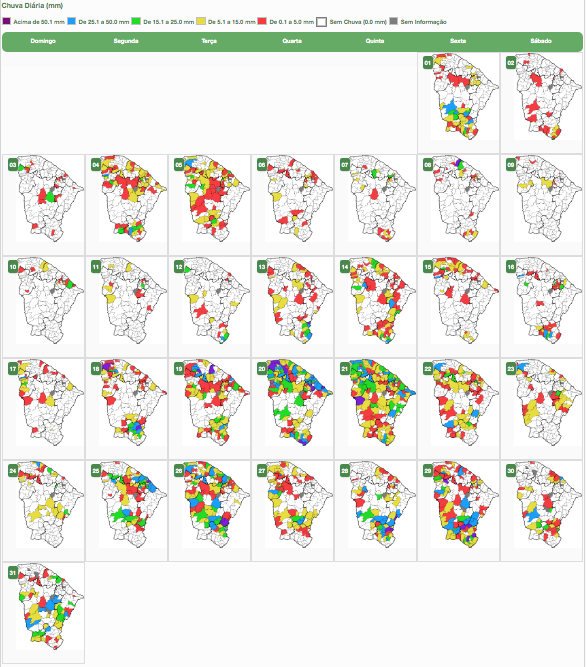 Chuva Diária (mm)
Acima de 50.1 mm De 25.1 a 50.0 mm De 15.1 a 25.0 mm De 5.1 a 15.0 mm De 0.1 a 5.0 mm Sem Chuva (0.0 mm) Sem Informação
Domingo Segunda Terça Quarta Quinta Sexta Sábado
01 02
03 04 05 06 07 08 09
10 11 12 13 14 15 16
17 18 19 20 21 22 23
24 25 26 27 28 29 30
31